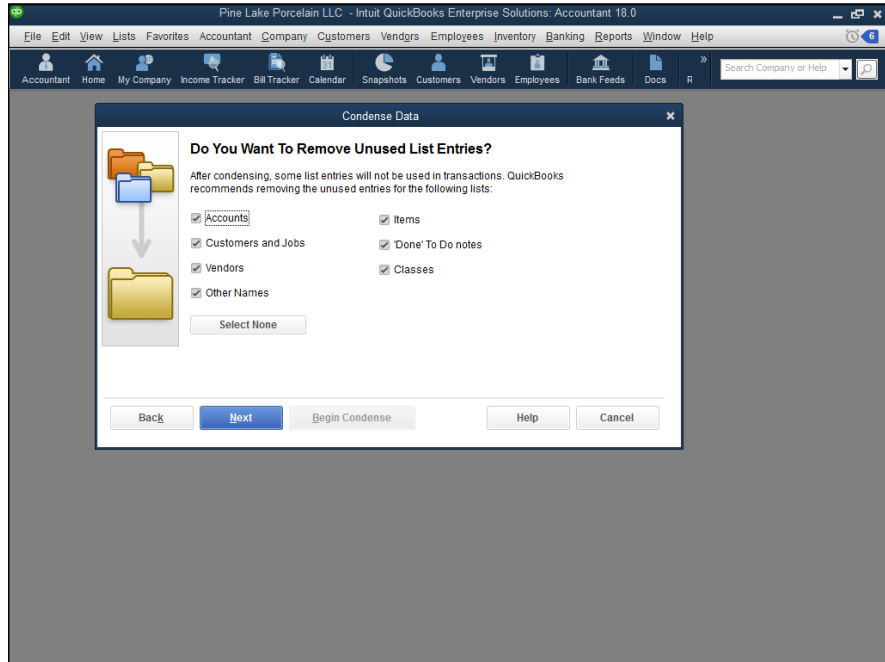 qb
Pine Lake Porcelain LLC - Intuit QuickBooks Enterprise Solutions: Accountant 18.0
File Edit View Lists Favorites Accountant Company Customers Vendors Employees Inventory Banking Reports Window Help
6
31
Accountant Home My Company Income Tracker Bill Tracker Calendar Snapshots Customers Vendors Employees Bank Feeds Docs R » Search Company or Help
Condense Data
Do You Want To Remove Unused List Entries?
After condensing, some list entries will not be used in transactions. QuickBooks
recommends removing the unused entries for the following lists:
Accounts Items
Customers and Jobs 'Done' To Do notes
Vendors Classes
Other Names
Select None
Back Next Begin Condense Help Cancel